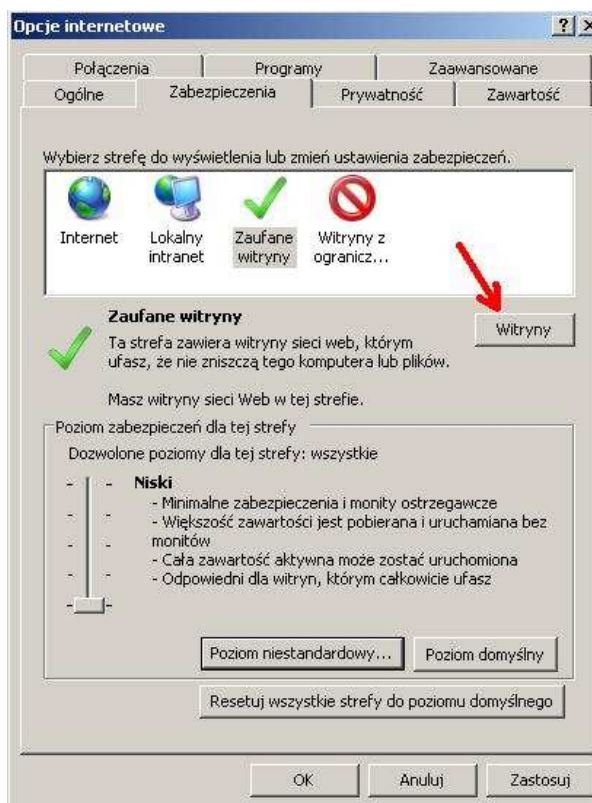 Opcje internetowe
Połączenia Programy Zaawansowane
Ogólne Zabezpieczenia Prywatność Zawartość
Wybierz strefę do wyświetlenia lub zmień ustawienia zabezpieczeń.
Internet Lokalny intranet Zaufane witryny Witryny z ogranicz...
Zaufane witryny
Witryny
Ta strefa zawiera witryny sieci web, którym
ufasz, że nie zniszczą tego komputera lub plików.
Masz witryny sieci Web w tej strefie.
Poziom zabezpieczeń dla tej strefy
Dozwolone poziomy dla tej strefy: wszystkie
Niski
- Minimalne zabezpieczenia i monity ostrzegawcze
- Większość zawartości jest pobierana i uruchamiana bez
monitów
- Cała zawartość aktywna może zostać uruchomiona
- Odpowiedni dla witryn, którym całkowicie ufasz
Poziom niestandardowy... Poziom domyślny
Resetuj wszystkie strefy do poziomu domyślnego
OK Anuluj Zastosuj